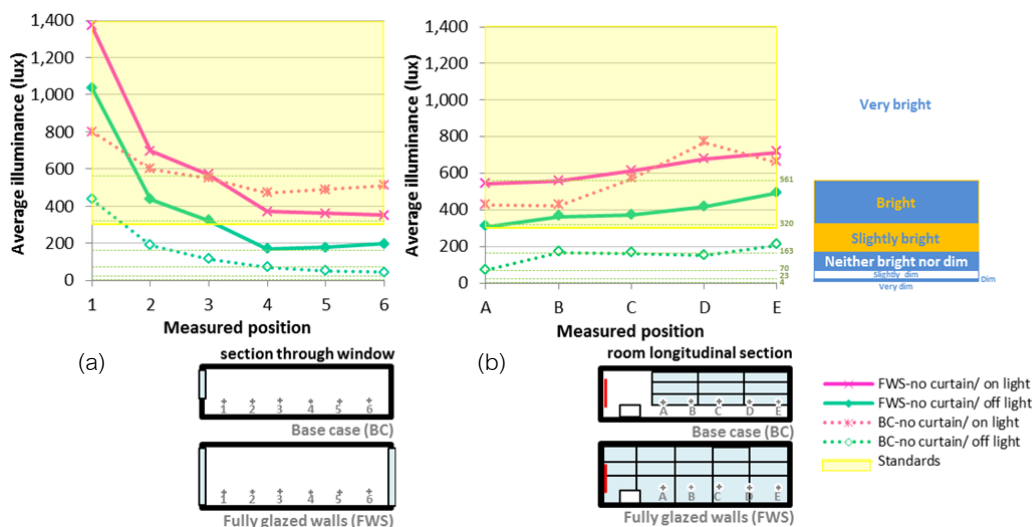 1,400
1,200
1,000
800
600
400
200
0
Average illuminance (lux)
1 2 3 4 5 6
Measured position
(a)
1,400
1,200
1,000
800
600
400
200
0
Average illuminance (lux)
561
320
163
70
23
4
A B C D E
Measured position
(b)
Very bright
Bright
Slightly bright
Neither bright nor dim
Slightly dim
Dim
Very dim
section through window
1 2 3 4 5 6
Base case (BC)
1 2 3 4 5 6
Fully glazed walls (FWS)
room longitudinal section
A B C D E
Base case (BC)
A B C D E
Fully glazed walls (FWS)
FWS-no curtain/ on light
FWS-no curtain/ off light
BC-no curtain/ on light
BC-no curtain/ off light
Standards